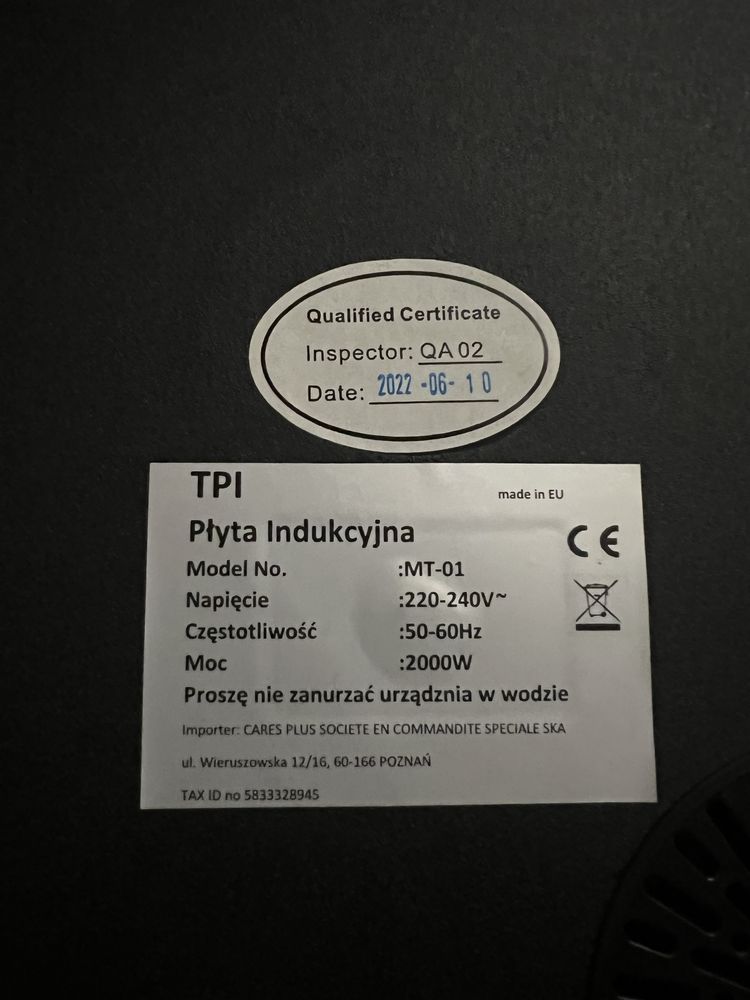 Qualified Certificate
Inspector: QA 02
Date: 2022 -06- 10
TPI
made in EU
Płyta Indukcyjna
CE
Model No. :MT-01
Napięcie :220-240V~
Częstotliwość :50-60Hz
Moc :2000W
Proszę nie zanurzać urządznia w wodzie
Importer: CARES PLUS SOCIETE EN COMMANDITE SPECIALE SKA
ul. Wieruszowska 12/16, 60-166 POZNAŃ
TAX ID no 5833328945